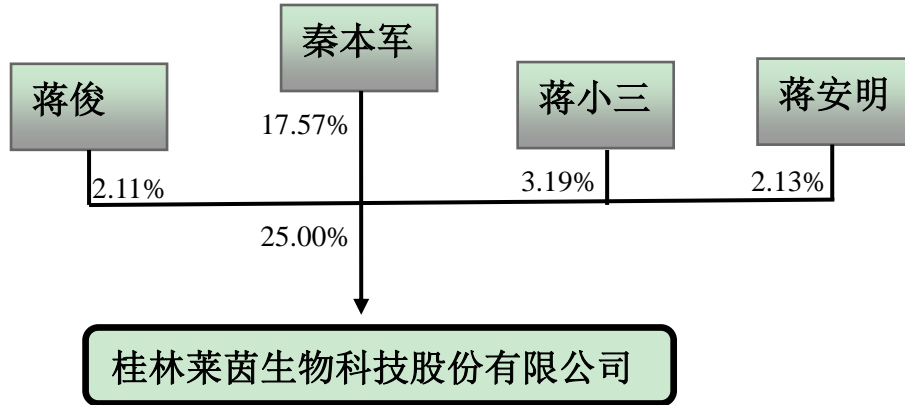 秦本军
蒋俊
蒋小三
蒋安明
17.57%
2.11%
3.19%
2.13%
25.00%
桂林莱茵生物科技股份有限公司